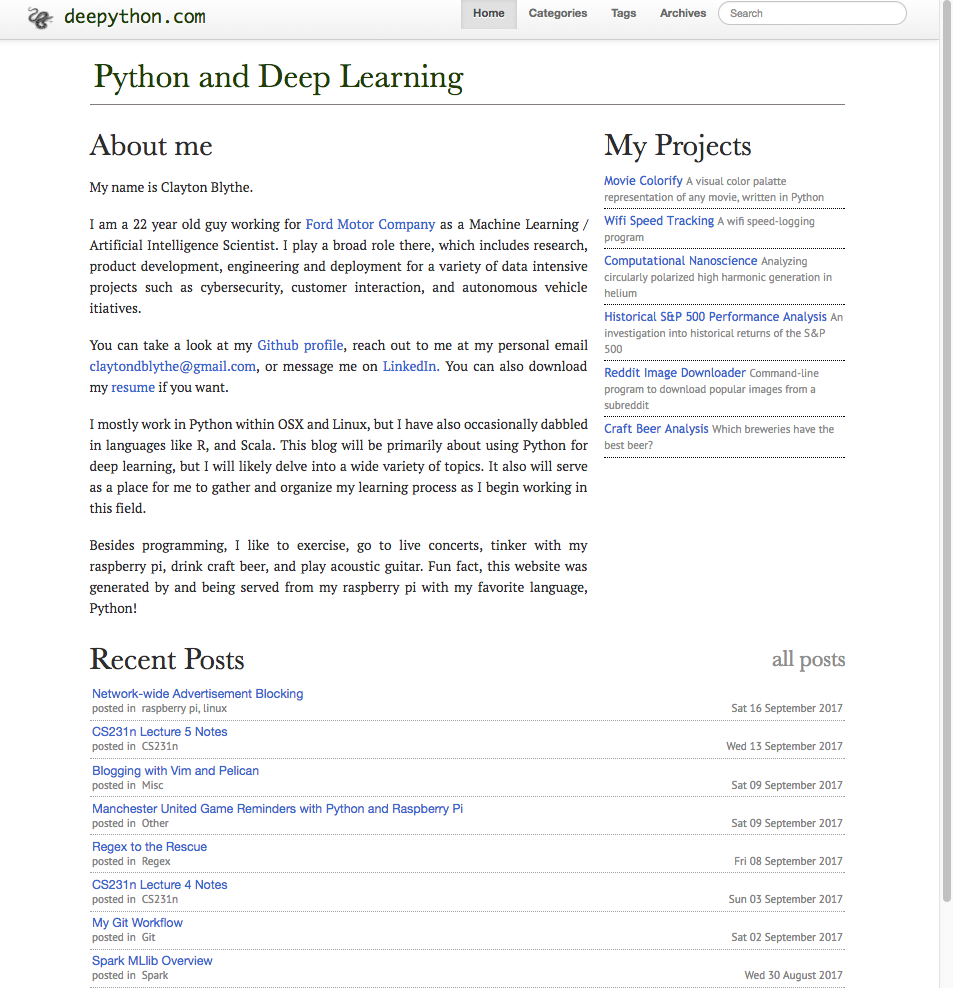 deepython.com
Home Categories Tags Archives Search
Python and Deep Learning
About me
My name is Clayton Blythe.
I am a 22 year old guy working for Ford Motor Company as a Machine Learning /
Artificial Intelligence Scientist. I play a broad role there, which includes research,
product development, engineering and deployment for a variety of data intensive
projects such as cybersecurity, customer interaction, and autonomous vehicle
itiatives.
You can take a look at my Github profile, reach out to me at my personal email
claytondblythe@gmail.com, or message me on LinkedIn. You can also download
my resume if you want.
I mostly work in Python within OSX and Linux, but I have also occasionally dabbled
in languages like R, and Scala. This blog will be primarily about using Python for
deep learning, but I will likely delve into a wide variety of topics. It also will serve
as a place for me to gather and organize my learning process as I begin working in
this field.
Besides programming, I like to exercise, go to live concerts, tinker with my
raspberry pi, drink craft beer, and play acoustic guitar. Fun fact, this website was
generated by and being served from my raspberry pi with my favorite language,
Python!
My Projects
Movie Colorify A visual color palatte
representation of any movie, written in Python
Wifi Speed Tracking A wifi speed-logging
program
Computational Nanoscience Analyzing
circularly polarized high harmonic generation in
helium
Historical S&P 500 Performance Analysis An
investigation into historical returns of the S&P
500
Reddit Image Downloader Command-line
program to download popular images from a
subreddit
Craft Beer Analysis Which breweries have the
best beer?
Recent Posts all posts
Network-wide Advertisement Blocking
posted in raspberry pi, linux Sat 16 September 2017
CS231n Lecture 5 Notes
posted in CS231n Wed 13 September 2017
Blogging with Vim and Pelican
posted in Misc Sat 09 September 2017
Manchester United Game Reminders with Python and Raspberry Pi
posted in Other Sat 09 September 2017
Regex to the Rescue
posted in Regex Fri 08 September 2017
CS231n Lecture 4 Notes
posted in CS231n Sun 03 September 2017
My Git Workflow
posted in Git Sat 02 September 2017
Spark MLlib Overview
posted in Spark Wed 30 August 2017